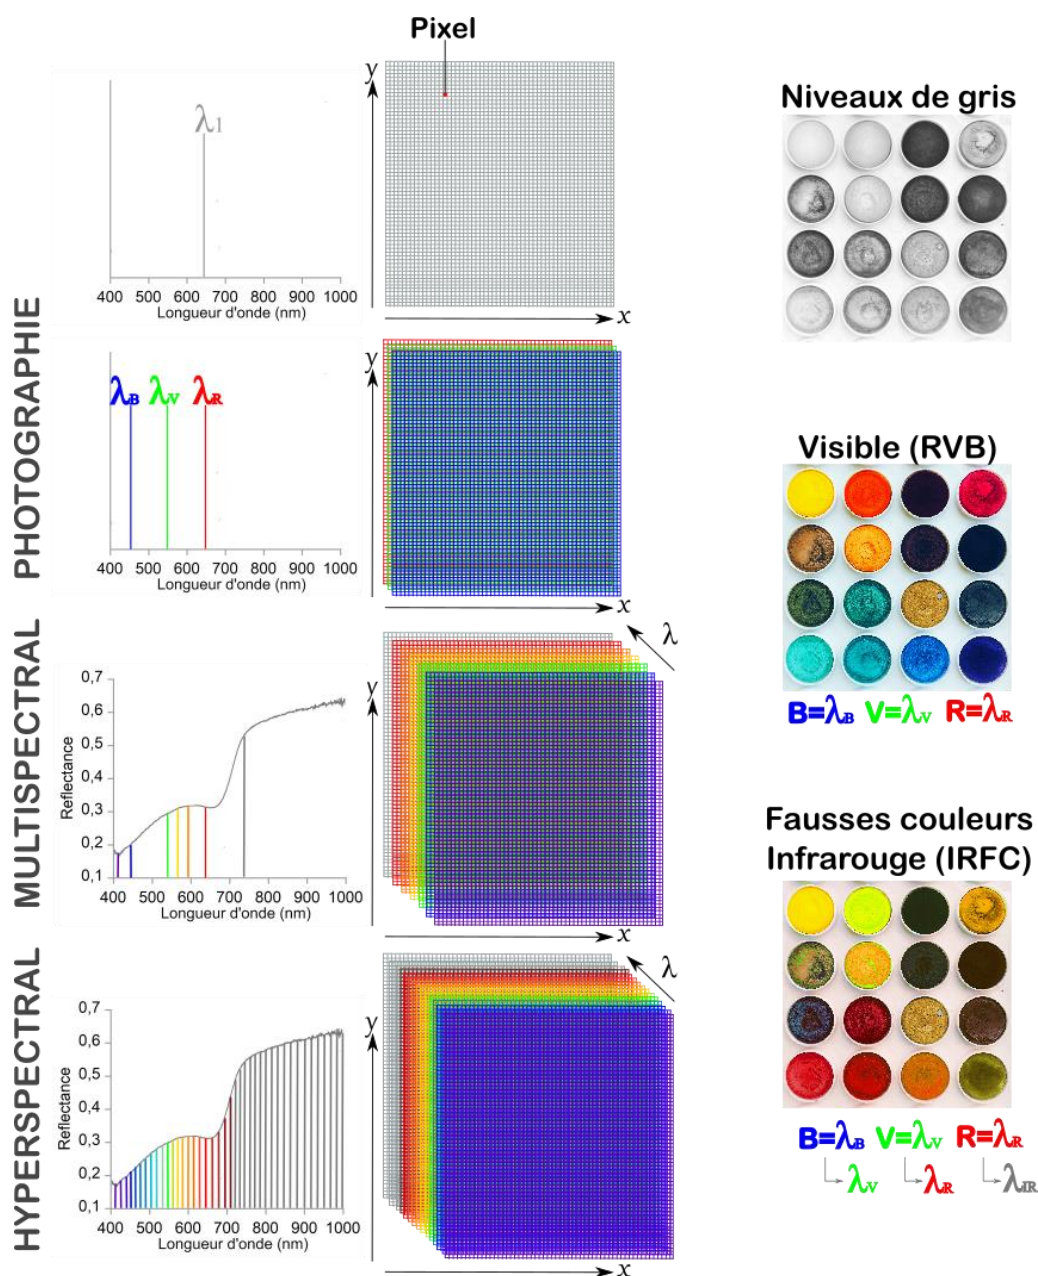 Pixel
y
λ1
400 500 600 700 800 900 1000
Longueur d'onde (nm)
x
Niveaux de gris
PHOTOGRAPHIE
λB λV λR
y
400 500 600 700 800 900 1000
Longueur d'onde (nm)
x
Visible (RVB)
B=λB V=λV R=λR
MULTISPECTRAL
λ
y
0,7
0,6
0,5
0,4
0,3
0,2
0,1
Reflectance
400 500 600 700 800 900 1000
Longueur d'onde (nm)
x
Fausses couleurs
Infrarouge (IRFC)
B=λB V=λV R=λR
λV λR λIR
HYPERSPECTRAL
λ
y
0,7
0,6
0,5
0,4
0,3
0,2
0,1
Reflectance
400 500 600 700 800 900 1000
Longueur d'onde (nm)
x